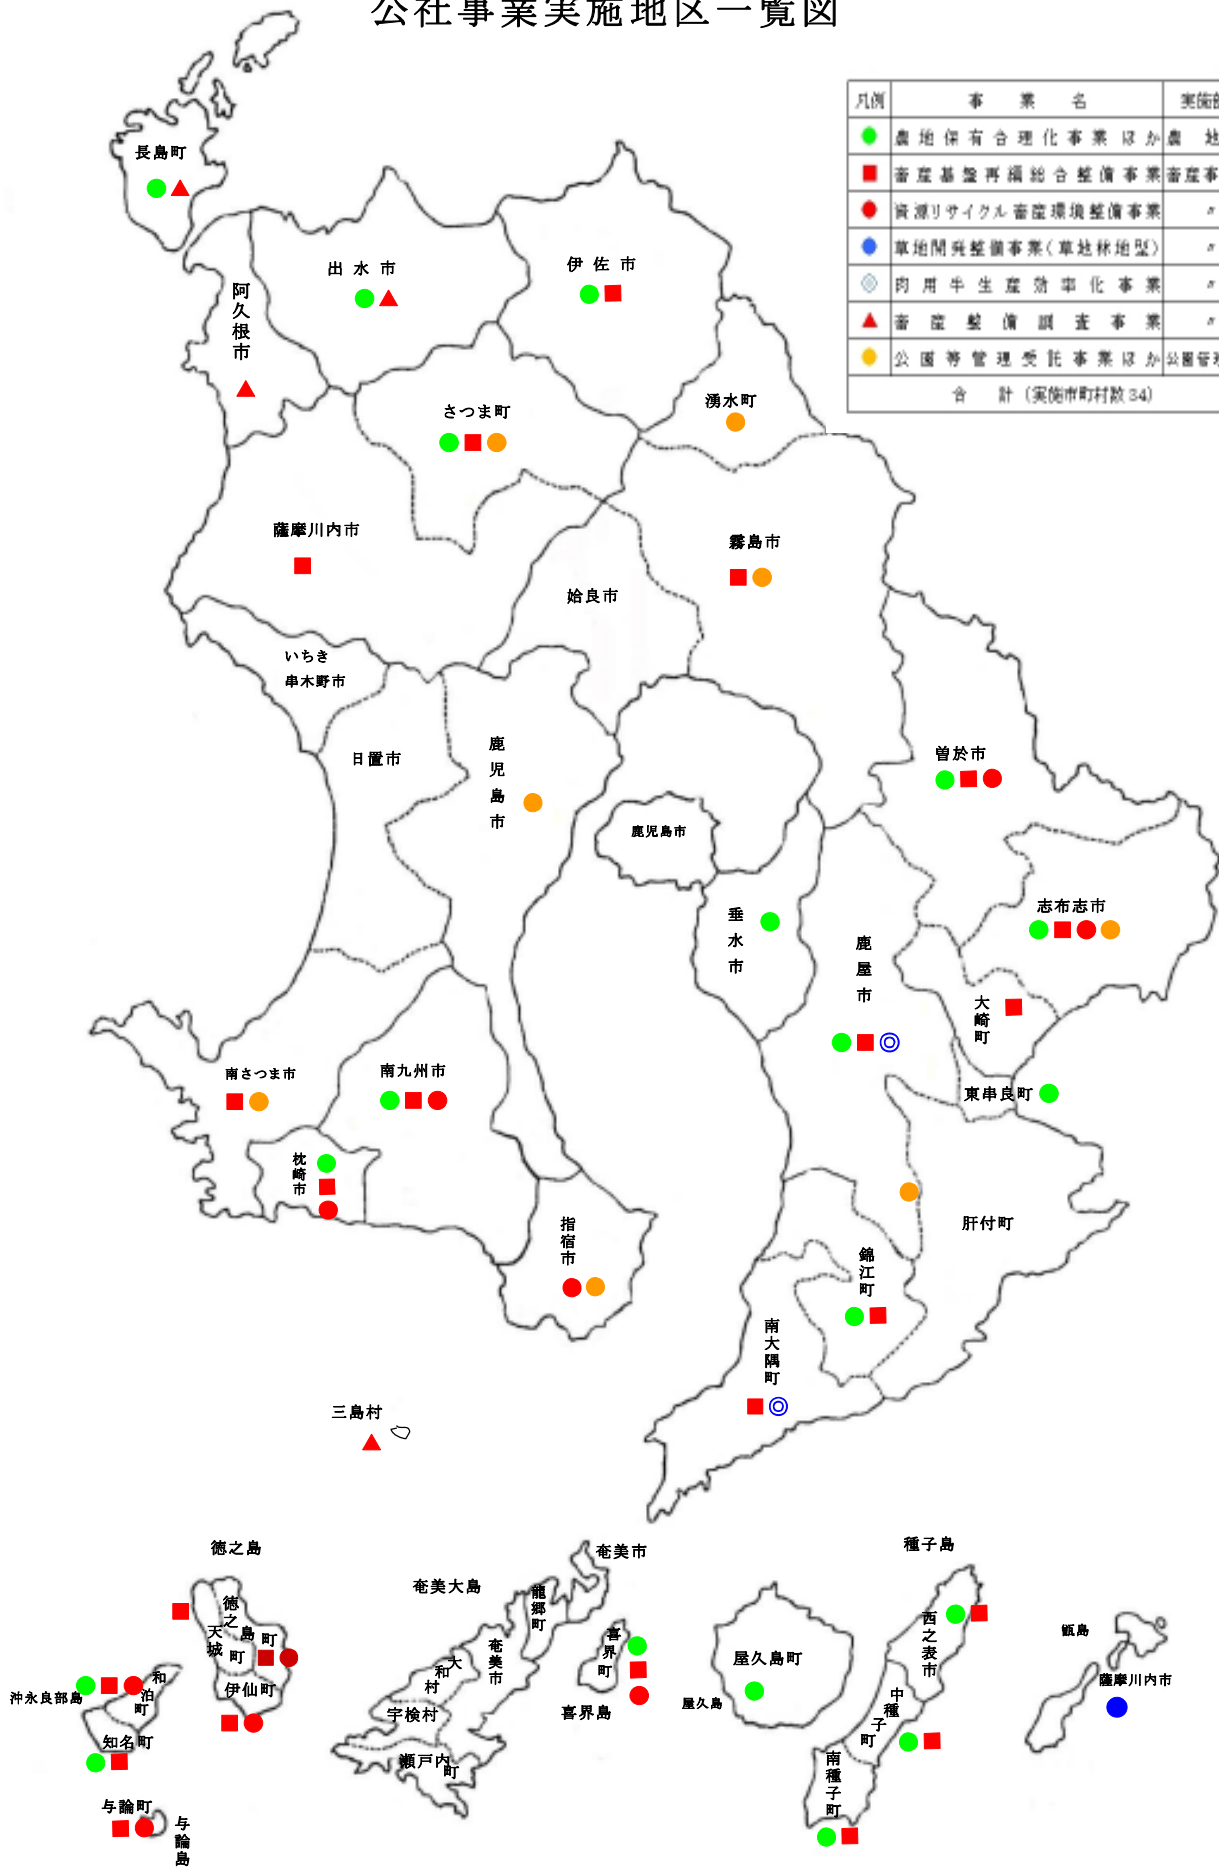 公社事業実施地区一覧図
凡例 事業名 実施
農地保有合理化事業ほか 農地
畜産基盤再編総合整備事業 畜産事
資源リサイクル畜産環境整備事業 〃
草地開発整備事業(草地林地型) 〃
肉用牛生産効率化事業 〃
畜産整備調査事業 〃
公園等管理受託事業ほか 公園管理
合計(実施市町村数34)
長島町
出水市
伊佐市
阿久根市
さつま町
湧水町
薩摩川内市
霧島市
姶良市
いちき
串木野市
日置市
鹿児島市
曽於市
鹿児島市
志布志市
垂水市
鹿屋市
大崎町
南さつま市
南九州市
東串良町
枕崎市
指宿市
肝付町
錦江町
南大隅町
三島村
徳之島
奄美大島
奄美市
種子島
徳之島町
天城町
伊仙町
沖永良部島
和泊町
知名町
与論町
与論島
龍郷町
奄美市
大和村
宇検村
瀬戸内町
喜界町
喜界島
屋久島町
屋久島
西之表市
中種子町
南種子町
甑島
薩摩川内市